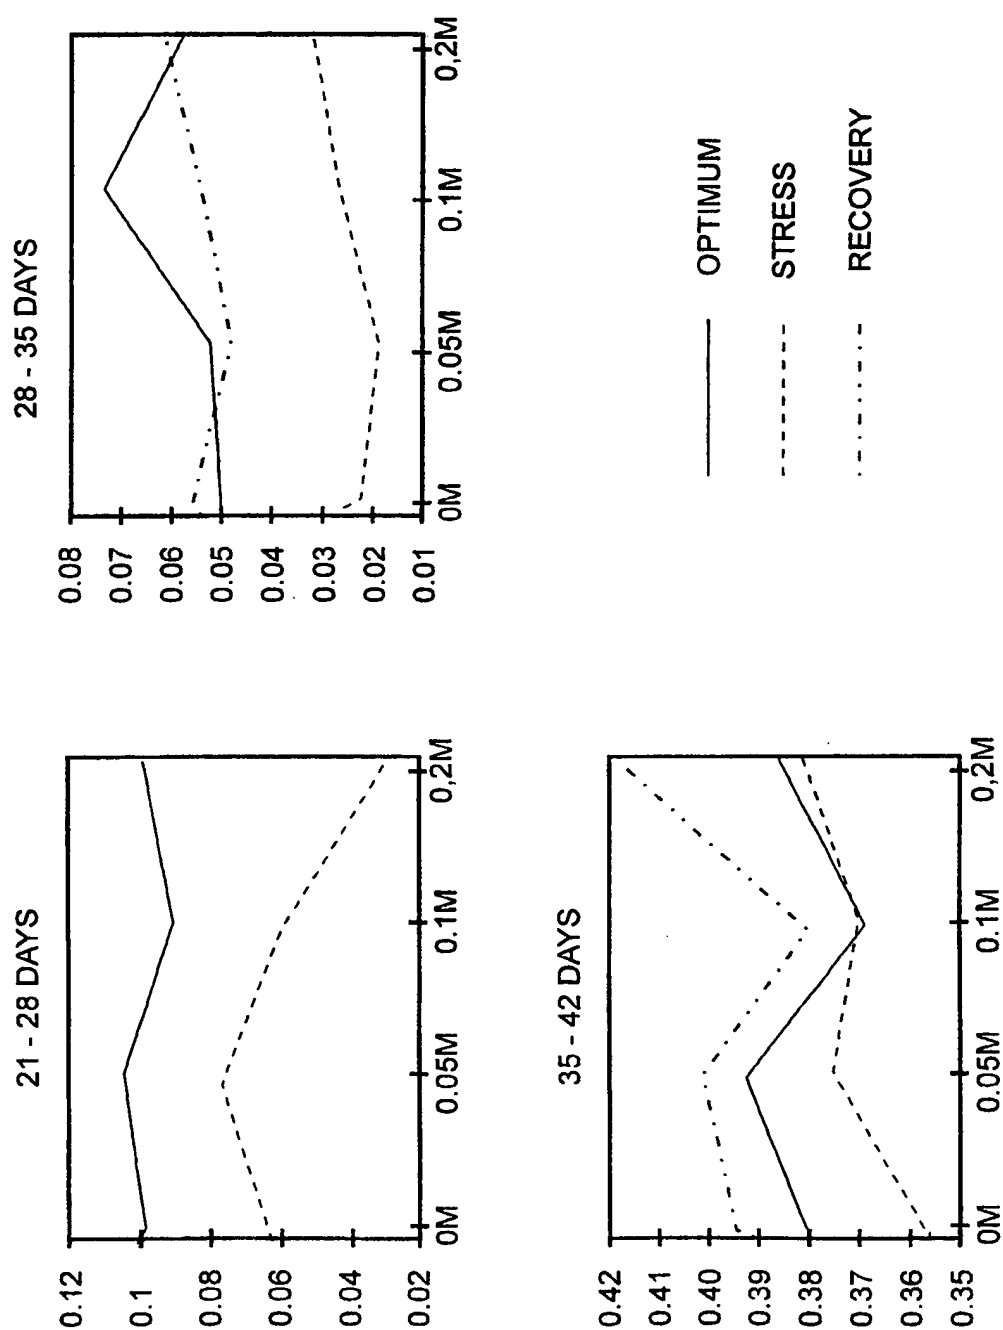 21 - 28 DAYS
0.12
0.1
0.08
0.06
0.04
0.02
0M
0.05M
0.1M
0,2M
28 - 35 DAYS
0.08
0.07
0.06
0.05
0.04
0.03
0.02
0.01
0M
0.05M
0.1M
0,2M
35 - 42 DAYS
0.42
0.41
0.40
0.39
0.38
0.37
0.36
0.35
0M
0.05M
0.1M
0,2M
OPTIMUM
STRESS
RECOVERY